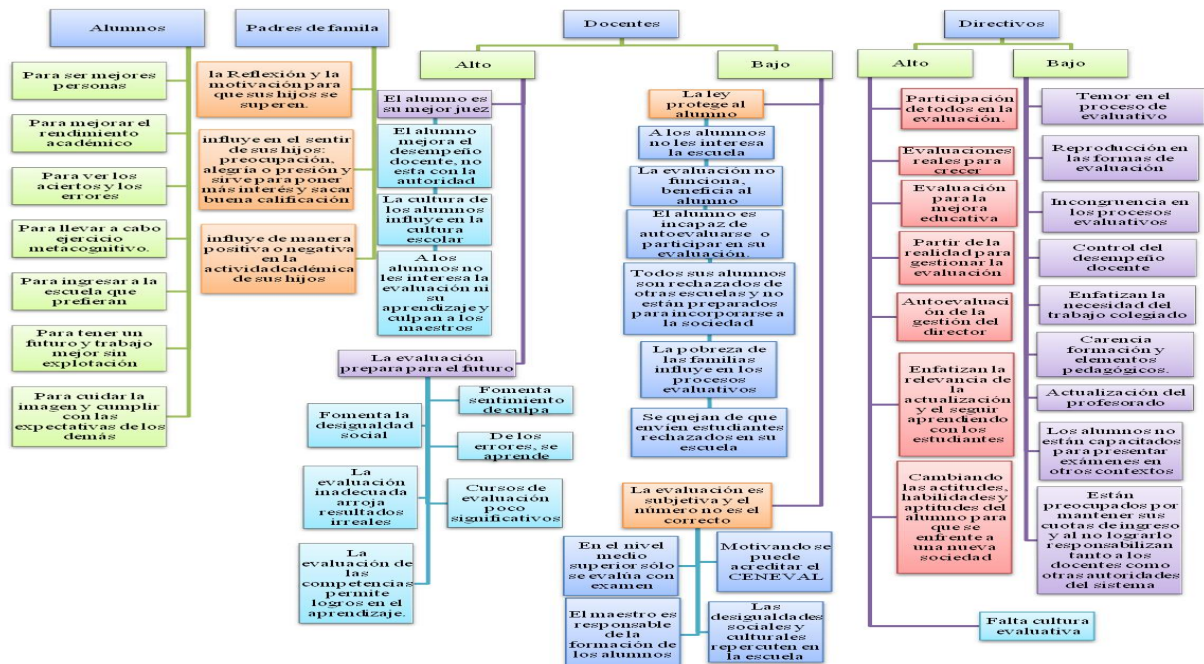 Alumnos
Para ser mejores
personas
Para mejorar el
rendimiento
académico
Para ver los
aciertos y los
errores
Para llevar a cabo
ejercicio
metacognitivo.
Para ingresar a la
escuela que
prefieran
Para tener un
futuro y trabajo
mejor sin
explotación
Para cuidar la
imagen y cumplir
con las
expectativas de los
demás
Padres de famila
la Reflexión y la
motivación para
que sus hijos se
superen.
influye en el sentir
de sus hijos:
preocupación,
alegría o presión y
sirve para poner
más interés y sacar
buena calificación
influye de manera
positiva o negativa
en la
actividadcadémica
de sus hijos
Docentes
Alto
El alumno es
su mejor juez
El alumno
mejora el
desempeño
docente, no
esta con la
autoridad
La cultura de
los alumnos
influye en la
cultura
escolar
A los
alumnos no
les interesa la
evaluación ni
su
aprendizaje y
culpan a los
maestros
La evaluación
prepara para el futuro
Fomenta
sentimiento
de culpa
Fomenta la
desigualdad
social
De los
errores, se
aprende
La
evaluación
inadecuada
arroja
resultados
irreales
Cursos de
evaluación
poco
significativos
La
evaluación de
las
competencias
permite
logros en el
aprendizaje.
Bajo
La ley
protege al
alumno
A los alumnos
no les interesa la
escuela
La evaluación no
funciona,
beneficia al
alumno
El alumno es
incapaz de
autoevaluarse o
participar en su
evaluación.
Todos sus alumnos
son rechazados de
otras escuelas y no
están preparados
para incorporarse a
la sociedad
La pobreza de
las familias
influye en los
procesos
evaluativos
Se quejan de que
envíen estudiantes
rechazados en su
escuela
La evaluación es
subjetiva y el
número no es el
correcto
En el nivel
medio
superior sólo
se evalúa con
examen
Motivando se
puede
acreditar el
CENEVAL
El maestro es
responsable
de la
formación de
los alumnos
Las
desigualdades
sociales y
culturales
repercuten en
la escuela
Directivos
Alto
Participación
de todos en la
evaluación.
Evaluaciones
reales para
crecer
Evaluación
para la
mejora
educativa
Partir de la
realidad para
gestionar la
evaluación
Autoevaluaci
ón de la
gestión del
director
Enfatizan la
relevancia de
la
actualización
y el seguir
aprendiendo
con los
estudiantes
Cambiando
las actitudes,
habilidades y
aptitudes del
alumno para
que se
enfrente a
una nueva
sociedad
Falta cultura
evaluativa
Bajo
Temor en el
proceso de
evaluativo
Reproducción
en las formas de
evaluación
Incongruencia en
los procesos
evaluativos
Control del
desempeño
docente
Enfatizan la
necesidad del
trabajo colegiado
Carencia
formación y
elementos
pedagógicos.
Actualización del
profesorado
Los alumnos no
están capacitados
para presentar
exámenes en
otros contextos
Están
preocupados por
mantener sus
cuotas de ingreso
y al no lograrlo
responsabilizan
tanto a los
docentes como
otras autoridades
del sistema